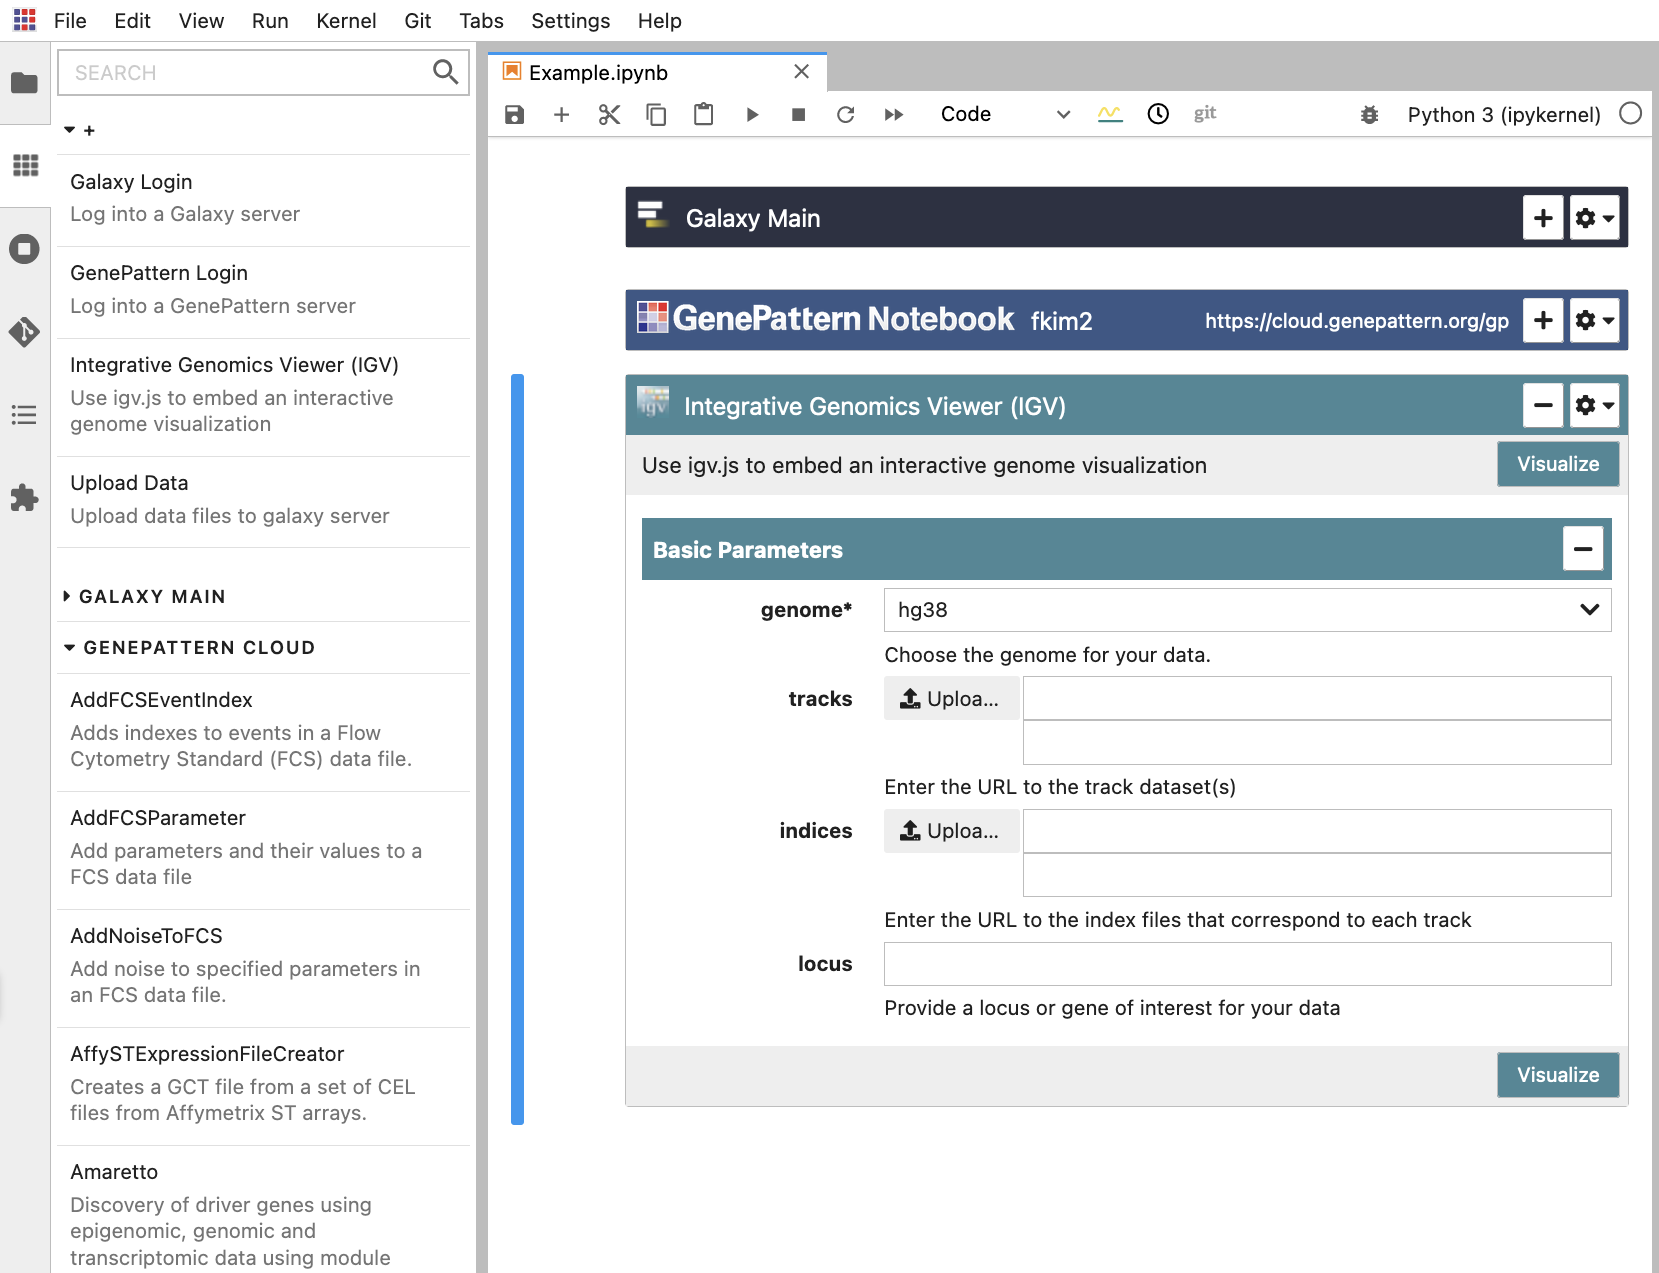 File Edit View Run Kernel Git Tabs Settings Help
SEARCH
+
Galaxy Login
Log into a Galaxy server
GenePattern Login
Log into a GenePattern server
Integrative Genomics Viewer (IGV)
Use igv.js to embed an interactive
genome visualization
Upload Data
Upload data files to galaxy server
GALAXY MAIN
GENEPATTERN CLOUD
AddFCSEventIndex
Adds indexes to events in a Flow
Cytometry Standard (FCS) data file.
AddFCSParameter
Add parameters and their values to a
FCS data file
AddNoiseToFCS
Add noise to specified parameters in
an FCS data file.
AffySTExpressionFileCreator
Creates a GCT file from a set of CEL
files from Affymetrix ST arrays.
Amaretto
Discovery of driver genes using
epigenomic, genomic and
transcriptomic data using module
Example.ipynb
Code git Python 3 (ipykernel)
Galaxy Main
GenePattern Notebook fkim2 https://cloud.genepattern.org/gp
igv Integrative Genomics Viewer (IGV)
Use igv.js to embed an interactive genome visualization Visualize
Basic Parameters
genome* hg38
Choose the genome for your data.
tracks Uploa...
Enter the URL to the track dataset(s)
indices Uploa...
Enter the URL to the index files that correspond to each track
locus
Provide a locus or gene of interest for your data
Visualize